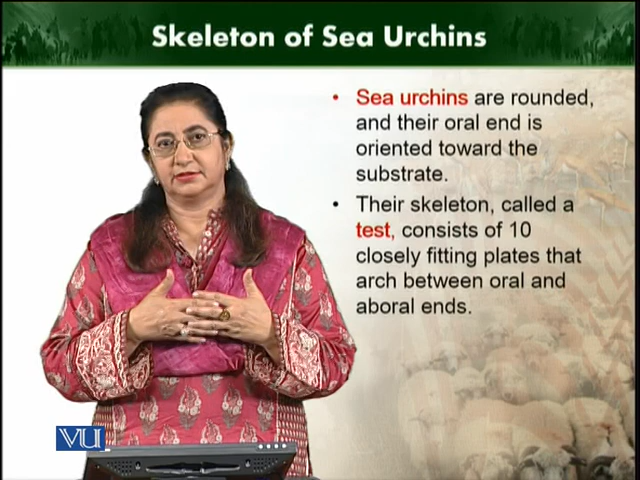 Skeleton of Sea Urchins
• Sea urchins are rounded,
and their oral end is
oriented toward the
substrate.
• Their skeleton, called a
test, consists of 10
closely fitting plates that
arch between oral and
aboral ends.
VU